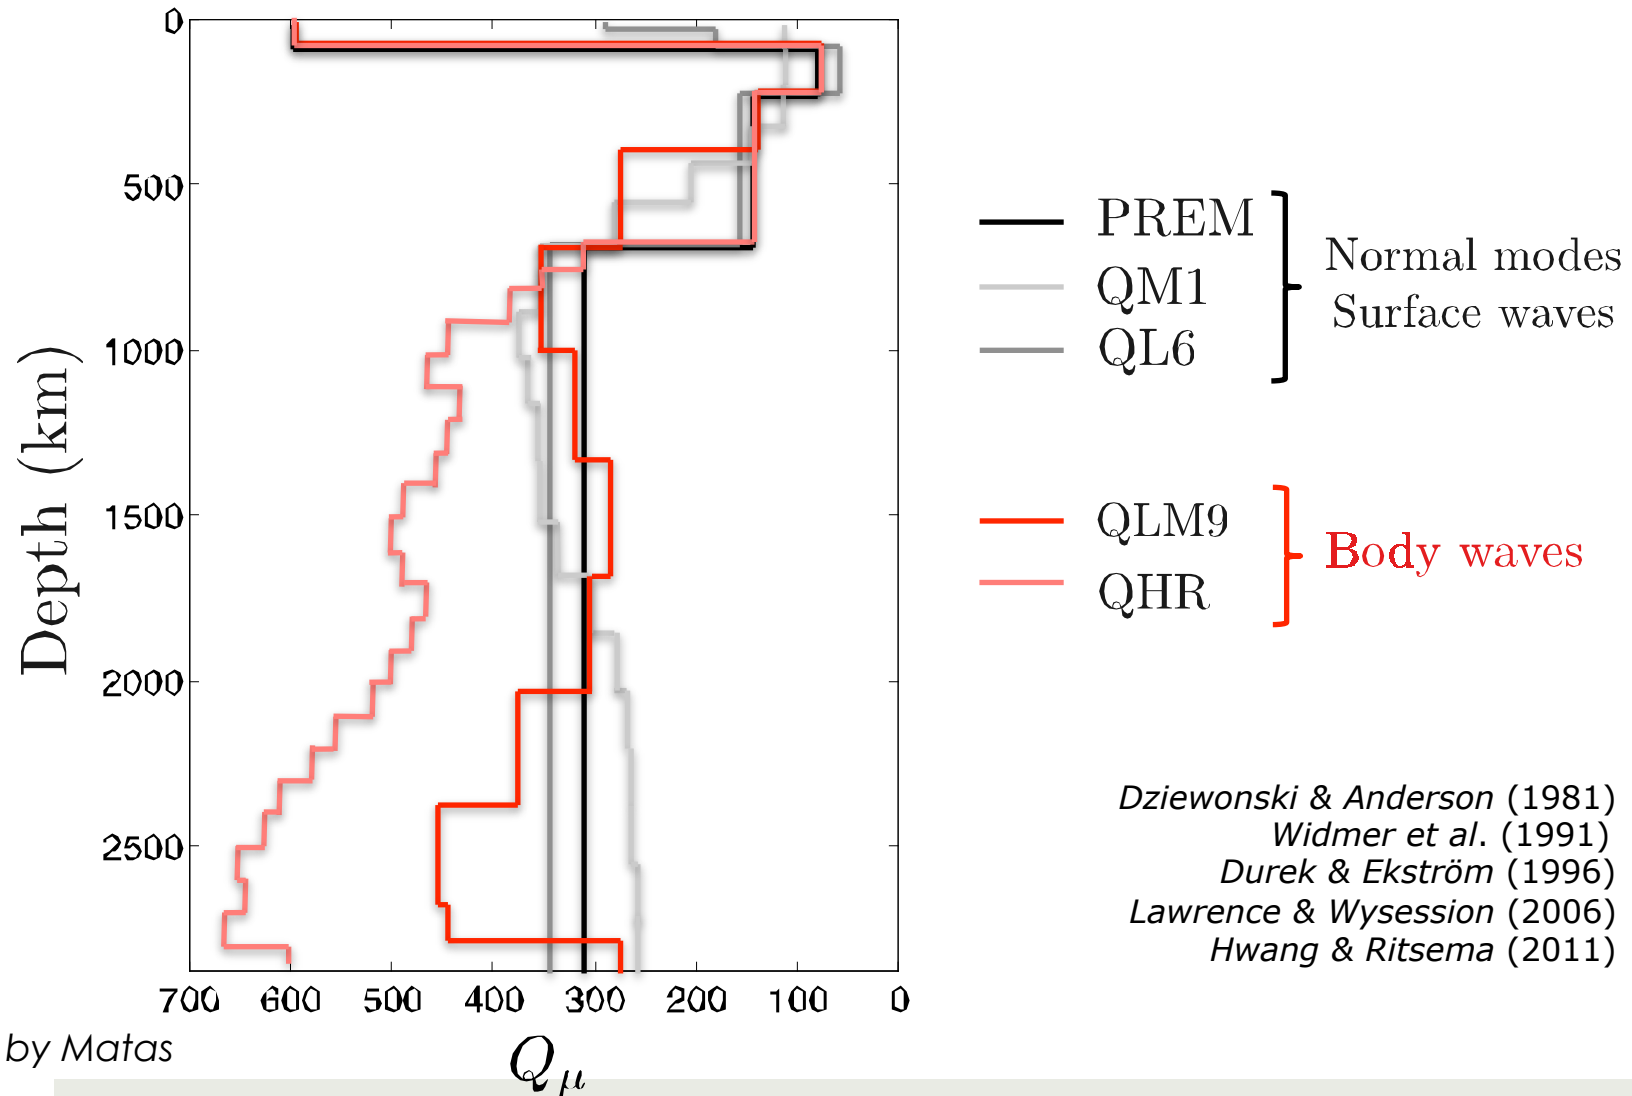 0
500
1000
1500
2000
2500
Depth (km)
700 600 500 400 300 200 100 0
Qμ
by Matas
PREM
QM1
QL6
Normal modes
Surface waves
QLM9
QHR
Body waves
Dziewonski & Anderson (1981)
Widmer et al. (1991)
Durek & Ekström (1996)
Lawrence & Wysession (2006)
Hwang & Ritsema (2011)